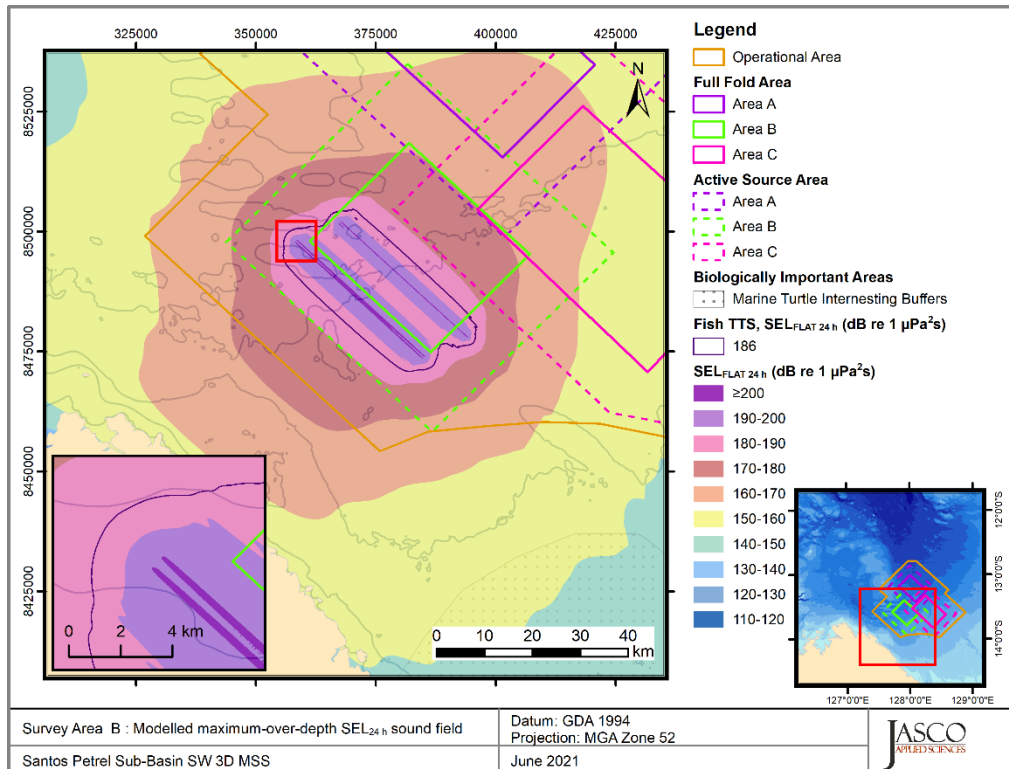 325000 350000 375000 400000 425000
8525000
8500000
8475000
8450000
8425000
N
0 2 4 km
0 10 20 30 40
km
Legend
Operational Area
Full Fold Area
Area A
Area B
Area C
Active Source Area
Area A
Area B
Area C
Biologically Important Areas
Marine Turtle Internesting Buffers
Fish TTS, SEL_FLAT 24 h (dB re 1 µPa²s)
186
SEL_FLAT 24 h (dB re 1 µPa²s)
≥200
190-200
180-190
170-180
160-170
150-160
140-150
130-140
120-130
110-120
12°0'0"S
13°0'0"S
14°0'0"S
127°0'0"E 128°0'0"E 129°0'0"E
Survey Area B : Modelled maximum-over-depth SEL24 h sound field
Santos Petrel Sub-Basin SW 3D MSS
Datum: GDA 1994
Projection: MGA Zone 52
June 2021
JASCO
APPLIED SCIENCES